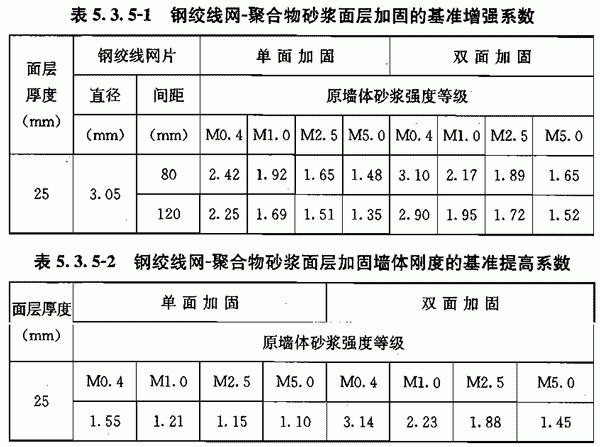 表 5.3.5-1 钢绞线网-聚合物砂浆面层加固的基准增强系数
面层厚度(mm) 钢绞线网片 单面加固 双面加固
直径 间距 原墙体砂浆强度等级
(mm) (mm) M0.4 M1.0 M2.5 M5.0 M0.4 M1.0 M2.5 M5.0
25 3.05 80 2.42 1.92 1.65 1.48 3.10 2.17 1.89 1.65
120 2.25 1.69 1.51 1.35 2.90 1.95 1.72 1.52
表 5.3.5-2 钢绞线网-聚合物砂浆面层加固墙体刚度的基准提高系数
面层厚度(mm) 单面加固 双面加固
原墙体砂浆强度等级
25 M0.4 M1.0 M2.5 M5.0 M0.4 M1.0 M2.5 M5.0
1.55 1.21 1.15 1.10 3.14 2.23 1.88 1.45